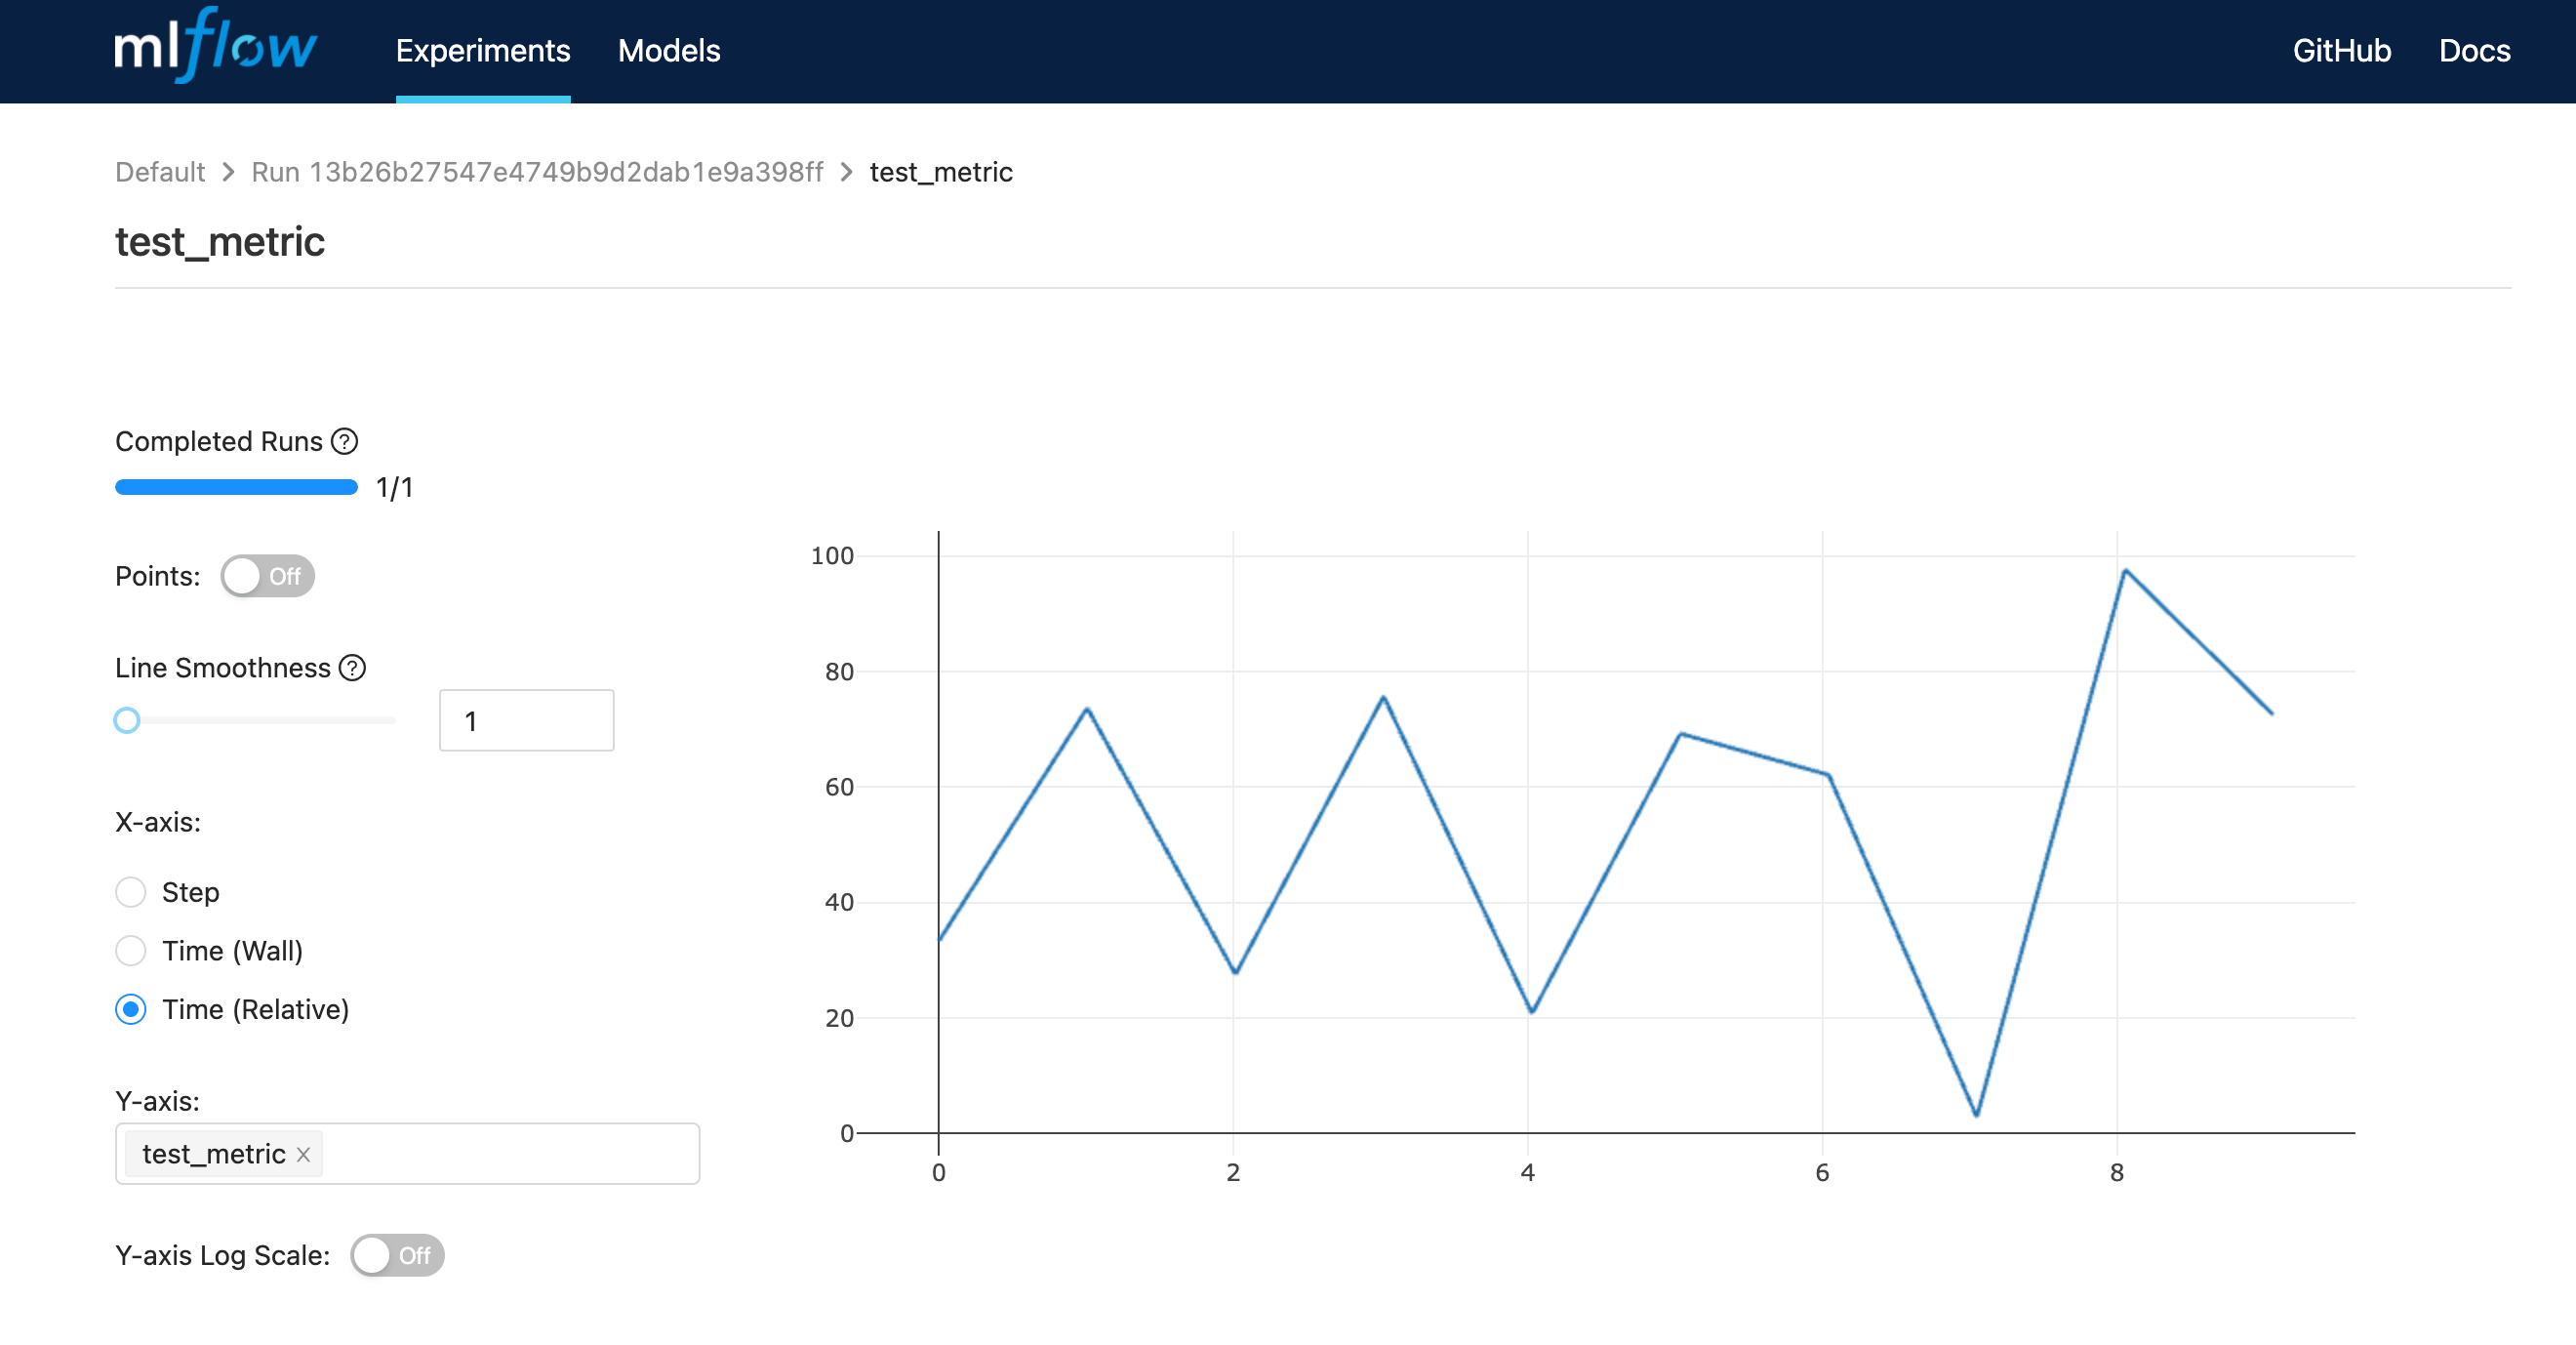 mlflow Experiments Models GitHub Docs
Default > Run 13b26b27547e4749b9d2dab1e9a398ff > test_metric
test_metric
Completed Runs ?
1/1
Points: Off
Line Smoothness ?
1
X-axis:
Step
Time (Wall)
Time (Relative)
Y-axis:
test_metric ×
Y-axis Log Scale: Off
100
80
60
40
20
0
0 2 4 6 8